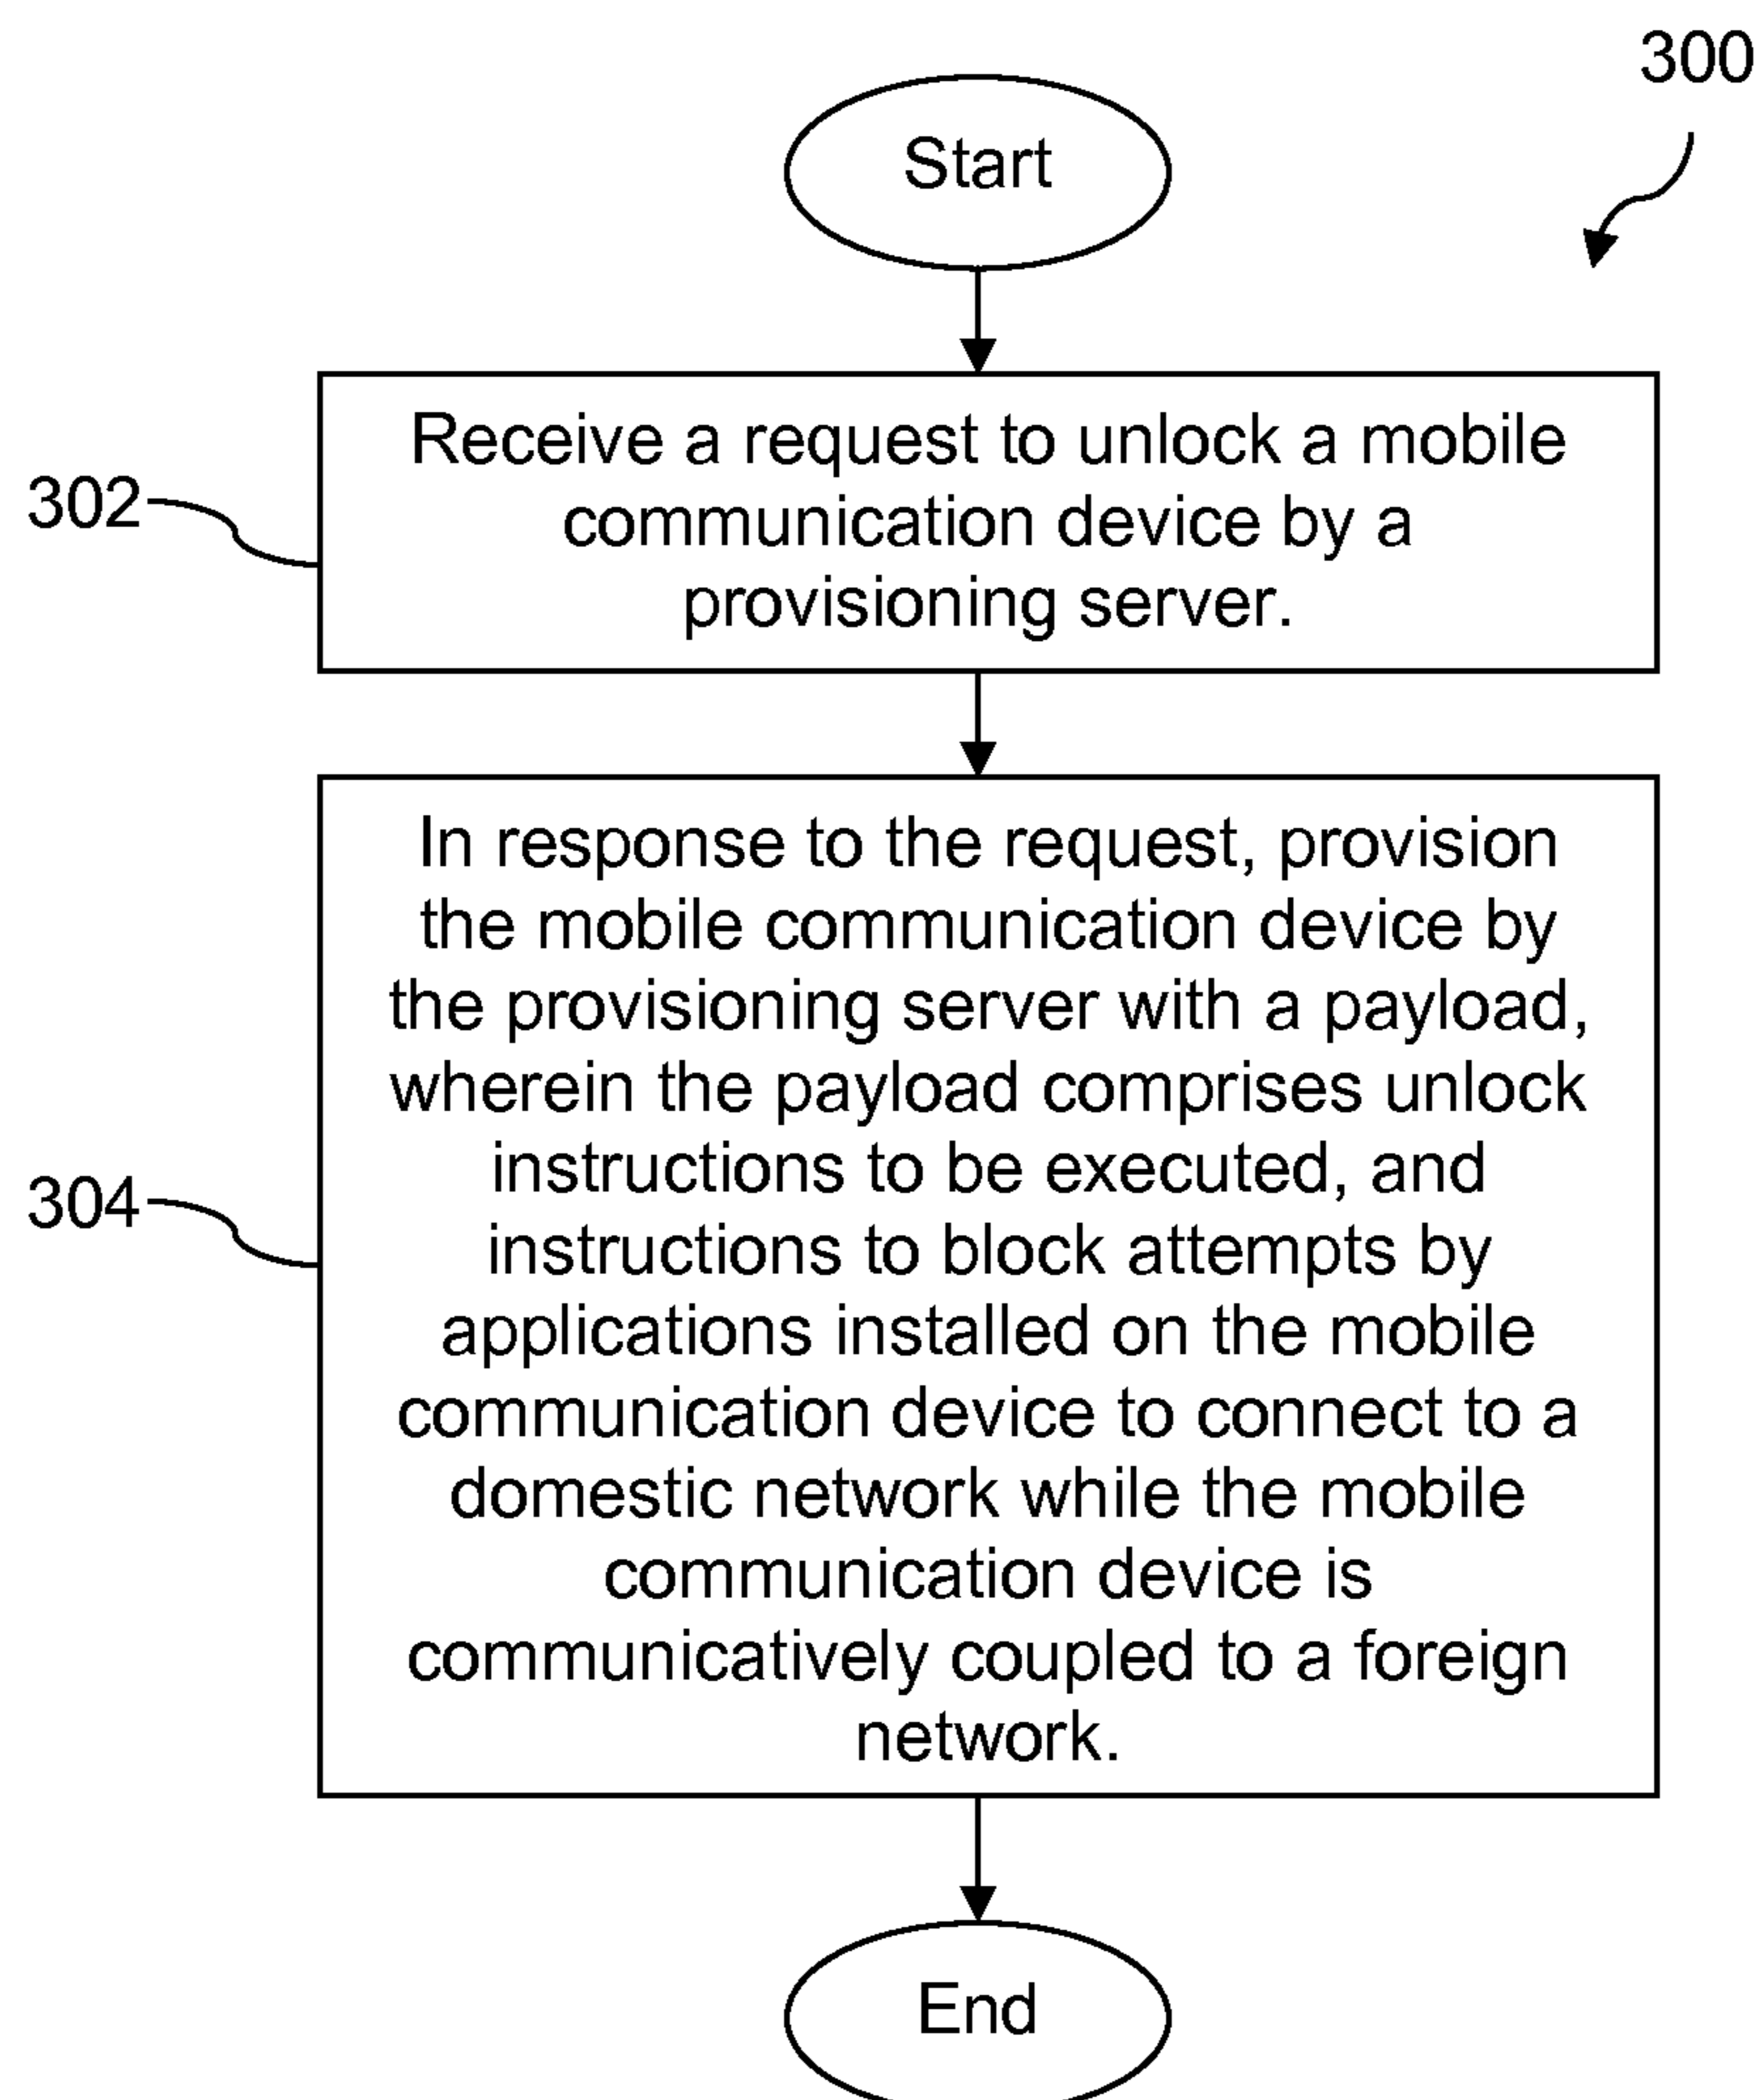 300
Start
302
Receive a request to unlock a mobile
communication device by a
provisioning server.
304
In response to the request, provision
the mobile communication device by
the provisioning server with a payload,
wherein the payload comprises unlock
instructions to be executed, and
instructions to block attempts by
applications installed on the mobile
communication device to connect to a
domestic network while the mobile
communication device is
communicatively coupled to a foreign
network.
End